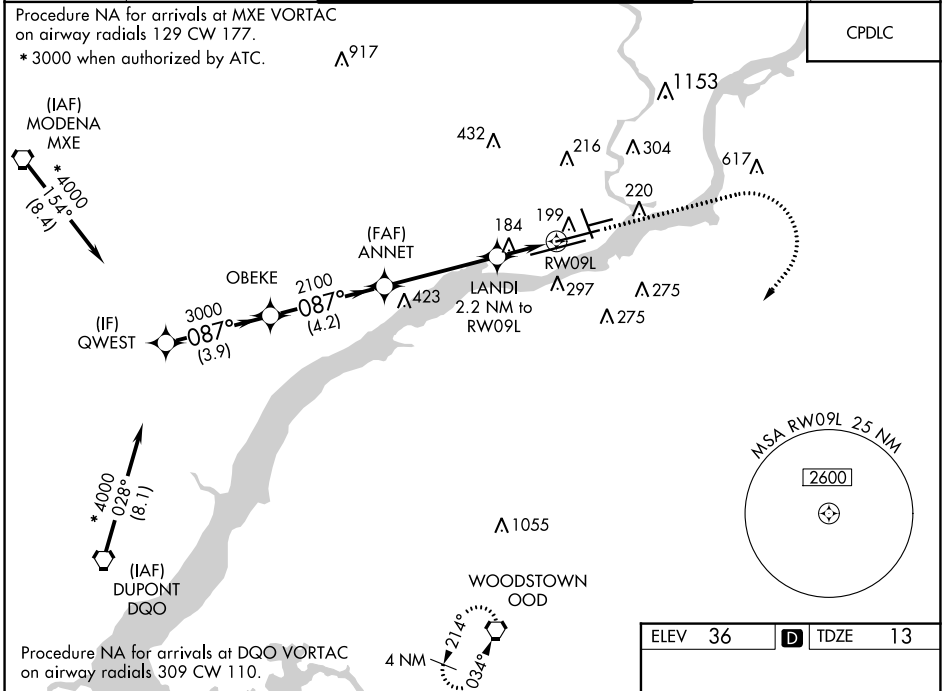 Procedure NA for arrivals at MXE VORTAC
on airway radials 129 CW 177.
* 3000 when authorized by ATC.
CPDLC
917
1153
(IAF)
MODENA
MXE
* 4000
154°
(8.4)
432
216
304
617
220
199
184
(FAF)
ANNET
RW09L
OBEKE
2100
087°
(4.2)
423
LANDI
2.2 NM to
RW09L
297
275
275
(IF)
QWEST
3000
087°
(3.9)
MSA RW09L 25 NM
2600
* 4000
028°
(8.1)
(IAF)
DUPONT
DQO
1055
WOODSTOWN
OOD
4 NM
214°
034°
Procedure NA for arrivals at DQO VORTAC
on airway radials 309 CW 110.
ELEV 36 D TDZE 13